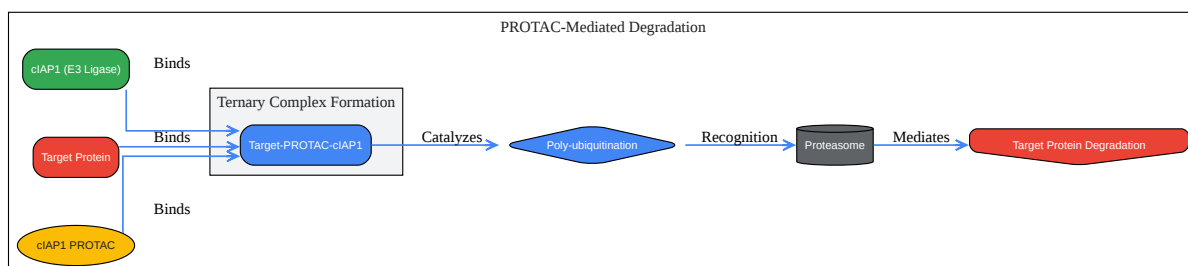 PROTAC-Mediated Degradation
cIAP1 (E3 Ligase)
Binds
Ternary Complex Formation
Target Protein
Binds
Target-PROTAC-cIAP1
Catalyzes
Poly-ubiquitination
Recognition
Proteasome
Mediates
Target Protein Degradation
Binds
cIAP1 PROTAC